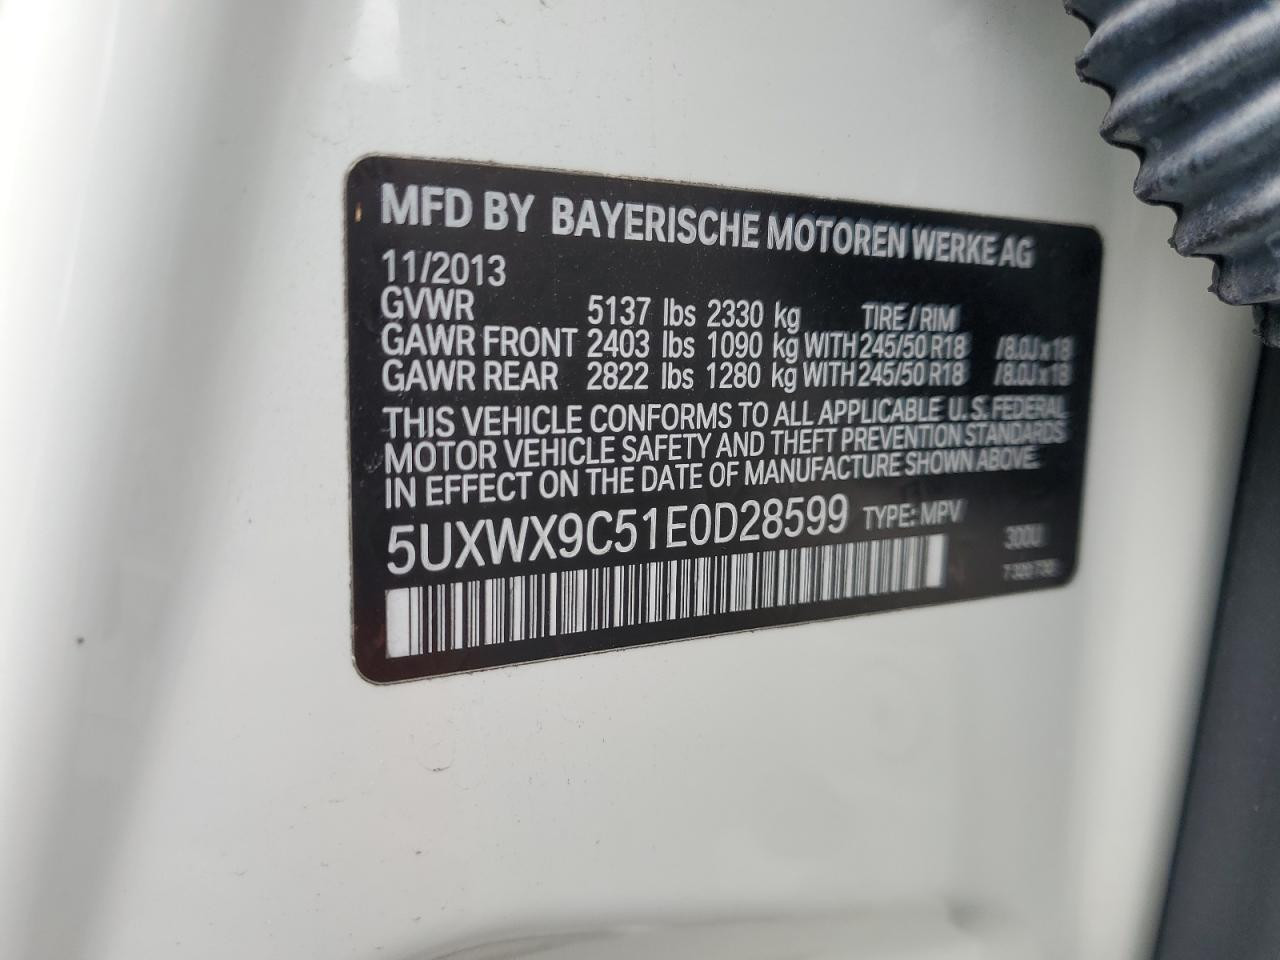 MFD BY BAYERISCHE MOTOREN WERKE AG
11/2013
GVWR 5137 lbs 2330 kg TIRE / RIM
GAWR FRONT 2403 lbs 1090 kg WITH 245/50 R18 /8.0J x 18
GAWR REAR 2822 lbs 1280 kg WITH 245/50 R18 /8.0J x 18
THIS VEHICLE CONFORMS TO ALL APPLICABLE U.S. FEDERAL
MOTOR VEHICLE SAFETY AND THEFT PREVENTION STANDARDS
IN EFFECT ON THE DATE OF MANUFACTURE SHOWN ABOVE.
5UXWX9C51E0D28599 TYPE: MPV
300U